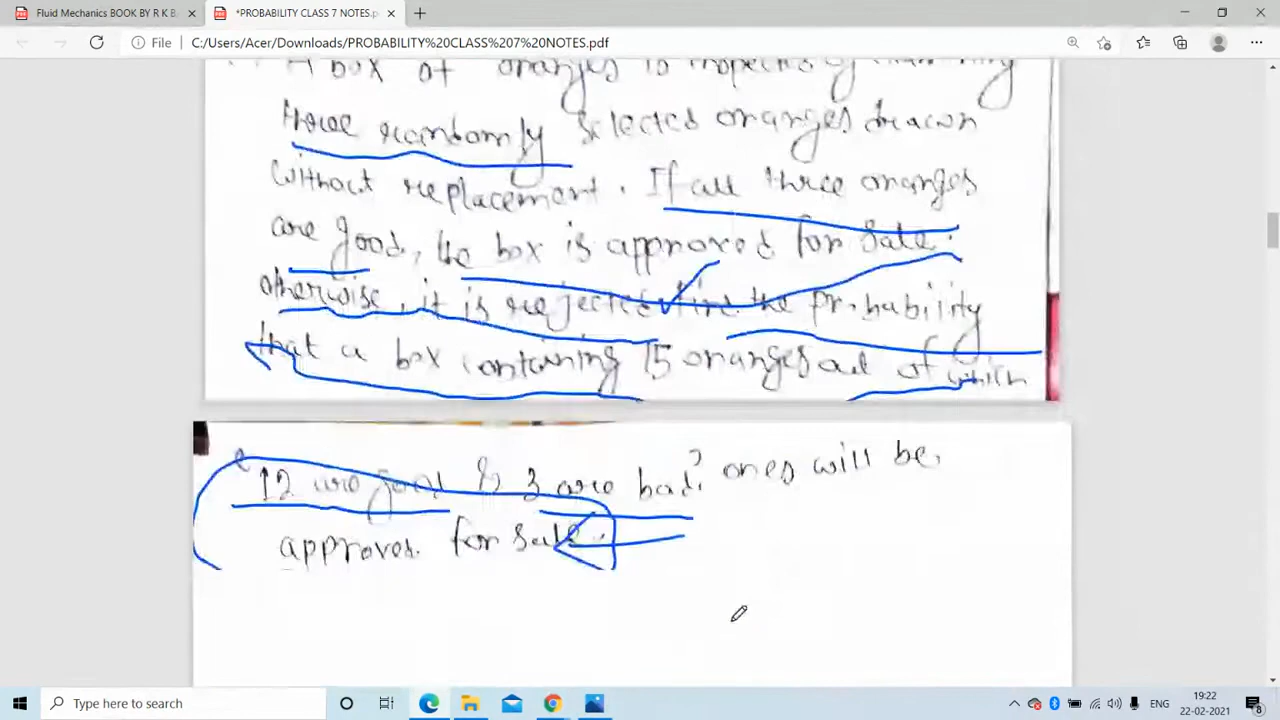 Fluid Mechanics BOOK BY R K B
*PROBABILITY CLASS 7 NOTES.p
File
C:/Users/Acer/Downloads/PROBABILITY%20CLASS%207%20NOTES.pdf
A box of oranges is inspected by examining
three randomly selected oranges drawn
without replacement. If all three oranges
are good, the box is approved for sale.
otherwise, it is rejected find the probability
that a box containing 15 oranges out of which
12 are good & 3 are bad ones will be
approved for sale.
Type here to search
ENG
19:22
22-02-2021
8